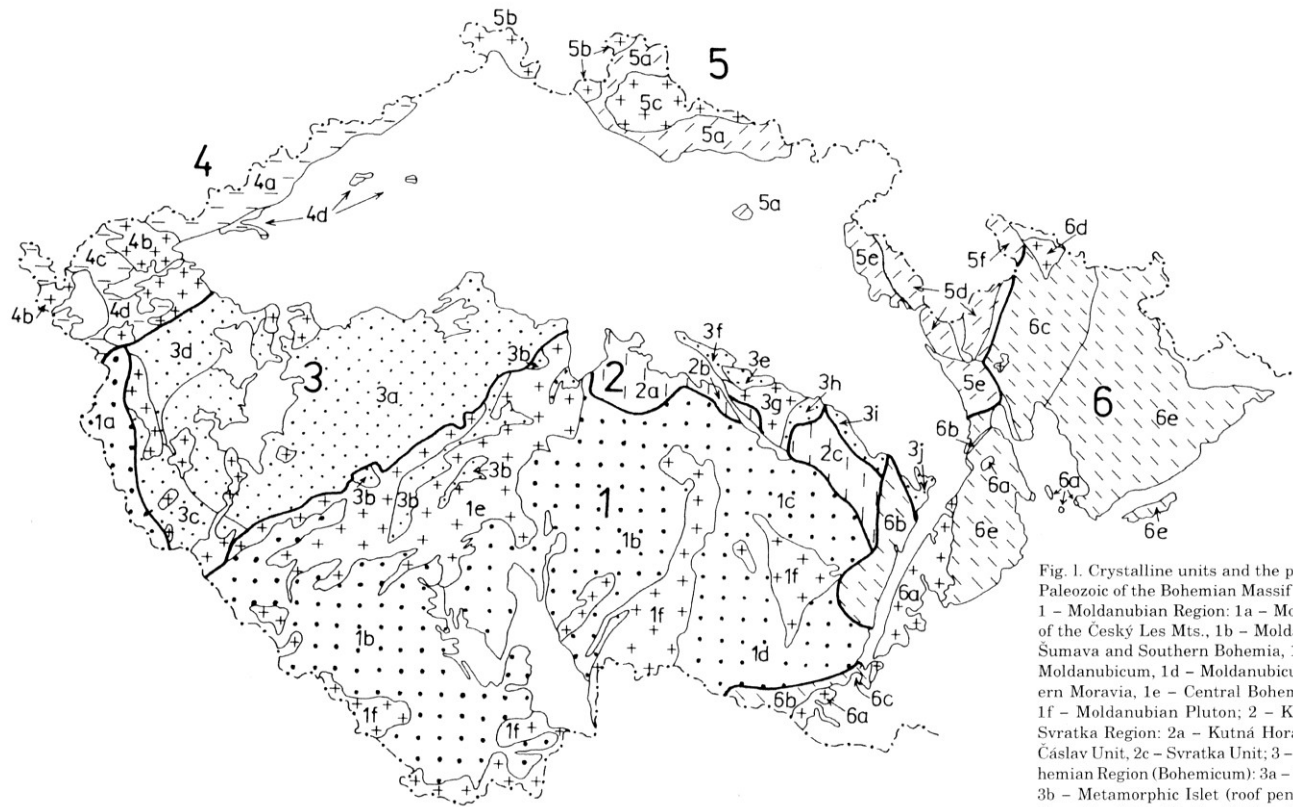 5b
5b
5a
5
5c
5a
4
4a
4d
5a
4b
4c
4b
4d
5e
5f
6d
5d
6c
3d
3
3a
3b
3f
3e
2
2b
2a
3g
3h
3i
5e
6
1a
6b
6e
3j
2c
3b
3b
3b
1e
1
1c
6a
6a
3c
6b
6e
6e
1b
1f
1f
6a
1b
1d
1f
1f
6b
6a
6c
Fig. 1. Crystalline units and the p
Paleozoic of the Bohemian Massif
1 – Moldanubian Region: 1a – Mo
of the Český Les Mts., 1b – Mold
Šumava and Southern Bohemia, 1
Moldanubicum, 1d – Moldanubicu
ern Moravia, 1e – Central Bohem
1f – Moldanubian Pluton; 2 – K
Svratka Region: 2a – Kutná Hora
Čáslav Unit, 2c – Svratka Unit; 3 –
hemian Region (Bohemicum): 3a –
3b – Metamorphic Islet (roof pen